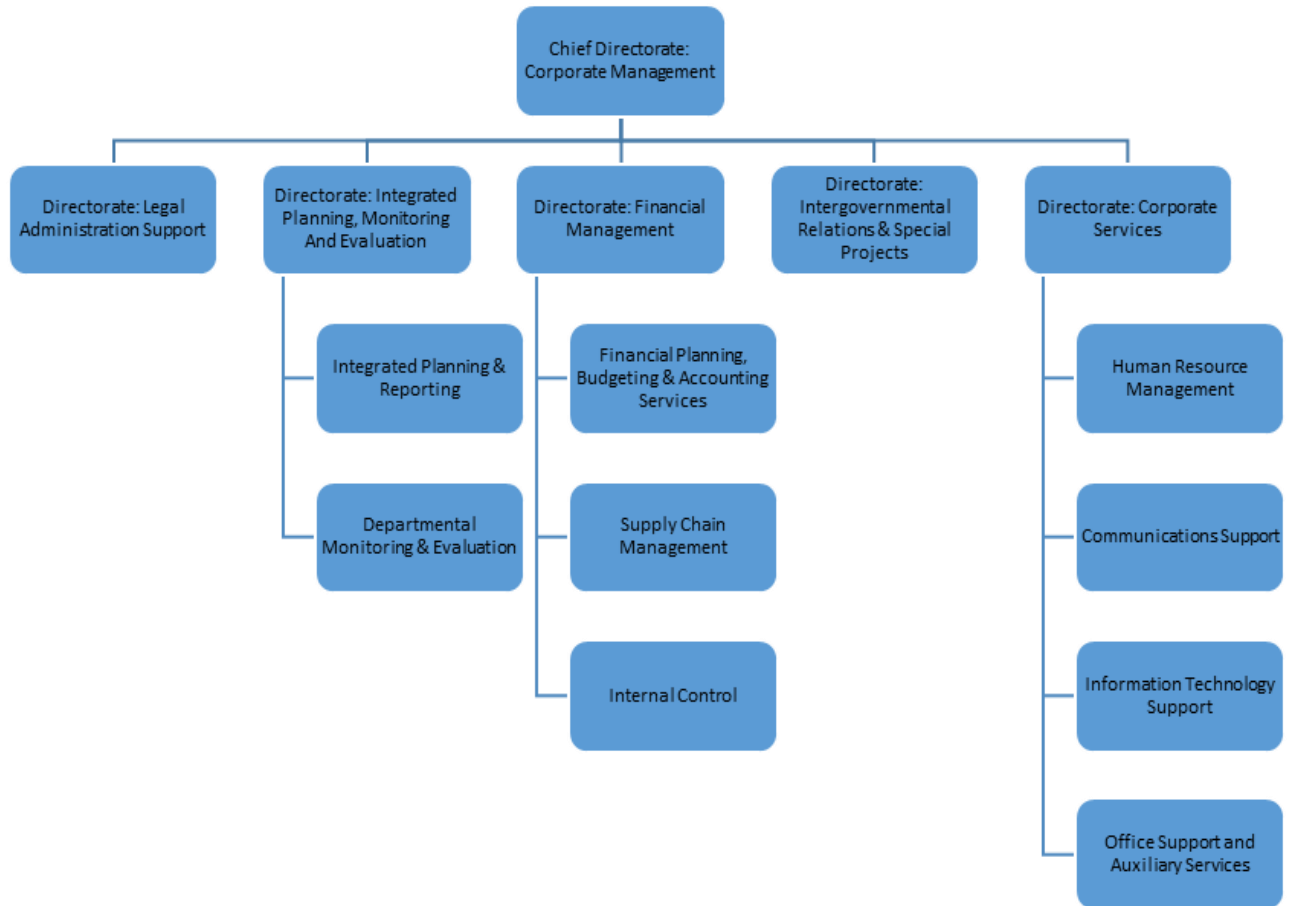 Chief Directorate:
Corporate Management
Directorate: Legal
Administration Support
Directorate: Integrated
Planning, Monitoring
And Evaluation
Directorate: Financial
Management
Directorate:
Intergovernmental
Relations & Special
Projects
Directorate: Corporate
Services
Integrated Planning &
Reporting
Departmental
Monitoring & Evaluation
Financial Planning,
Budgeting & Accounting
Services
Supply Chain
Management
Internal Control
Human Resource
Management
Communications Support
Information Technology
Support
Office Support and
Auxiliary Services